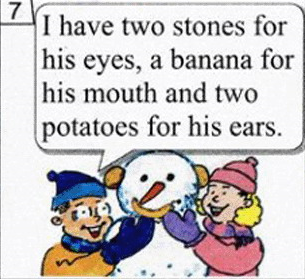 7
I have two stones for
his eyes, a banana for
his mouth and two
potatoes for his ears.